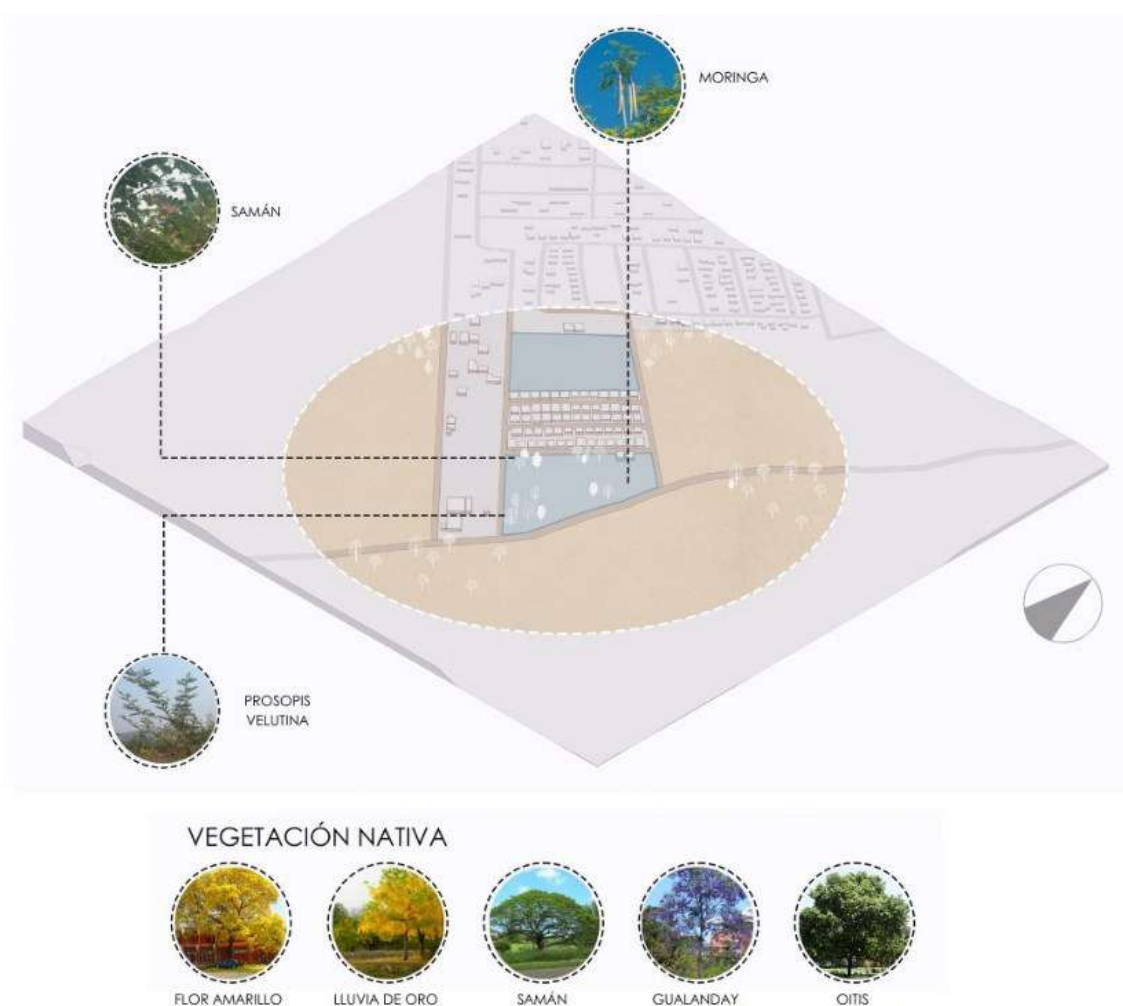 MORINGA
SAMÁN
PROSOPIS
VELUTINA
VEGETACIÓN NATIVA
FLOR AMARILLO
LLUVIA DE ORO
SAMÁN
GUALANDAY
OITIS